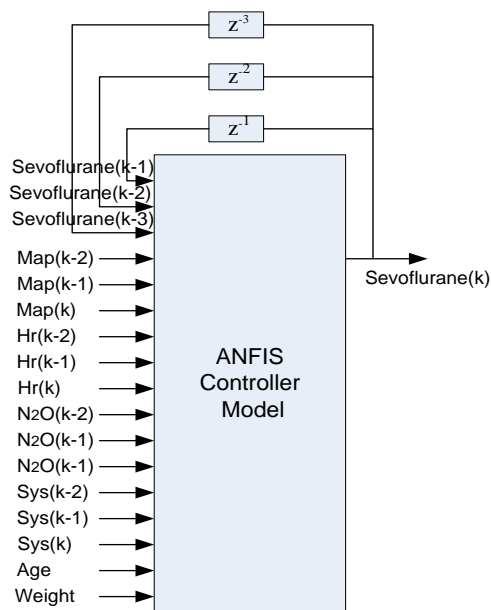 z-3
z-2
z-1
Sevoflurane(k-1)
Sevoflurane(k-2)
Sevoflurane(k-3)
Map(k-2)
Map(k-1)
Map(k)
Hr(k-2)
Hr(k-1)
Hr(k)
N2O(k-2)
N2O(k-1)
N2O(k-1)
Sys(k-2)
Sys(k-1)
Sys(k)
Age
Weight
ANFIS
Controller
Model
Sevoflurane(k)